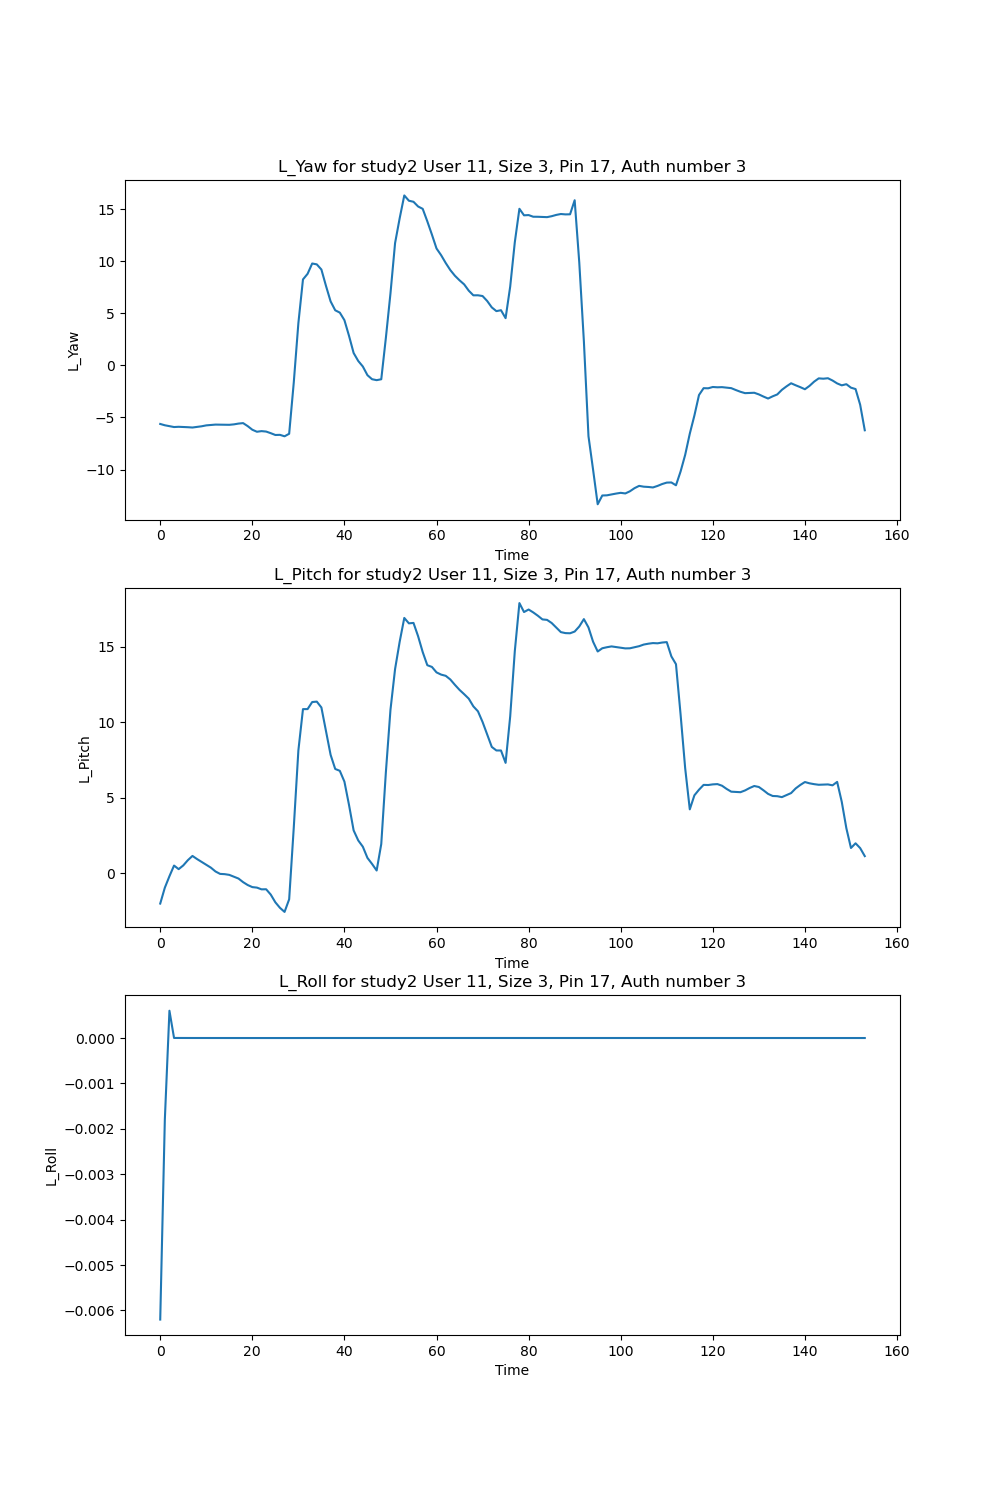 L_Yaw for study2 User 11, Size 3, Pin 17, Auth number 3
15
10
5
0
−5
−10
L_Yaw
0 20 40 60 80 100 120 140 160
Time
L_Pitch for study2 User 11, Size 3, Pin 17, Auth number 3
15
10
5
0
L_Pitch
0 20 40 60 80 100 120 140 160
Time
L_Roll for study2 User 11, Size 3, Pin 17, Auth number 3
0.000
−0.001
−0.002
−0.003
−0.004
−0.005
−0.006
L_Roll
0 20 40 60 80 100 120 140 160
Time